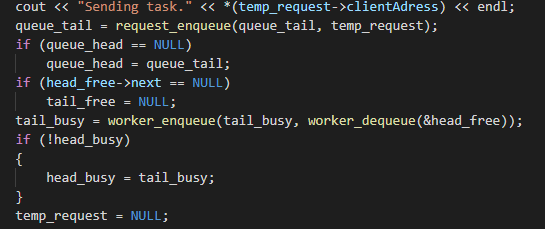 cout << "Sending task." << *(temp_request->clientAdress) << endl;
queue_tail = request_enqueue(queue_tail, temp_request);
if (queue_head == NULL)
queue_head = queue_tail;
if (head_free->next == NULL)
tail_free = NULL;
tail_busy = worker_enqueue(tail_busy, worker_dequeue(&head_free));
if (!head_busy)
{
head_busy = tail_busy;
}
temp_request = NULL;